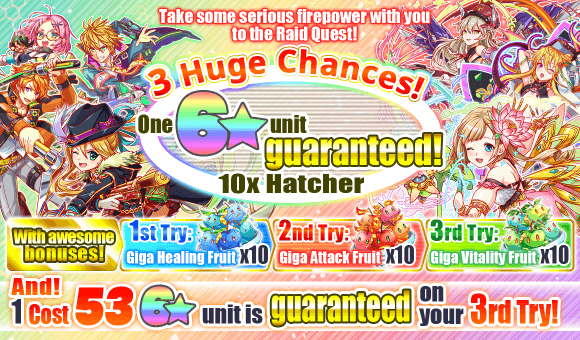 Take some serious firepower with you
to the Raid Quest!
3 Huge Chances!
One 6★ unit
guaranteed!
10x Hatcher
With awesome
bonuses!
1st Try:
Giga Healing Fruit x10
2nd Try:
Giga Attack Fruit x10
3rd Try:
Giga Vitality Fruit x10
And!
1 Cost 53 6★ unit is guaranteed on
your 3rd Try!